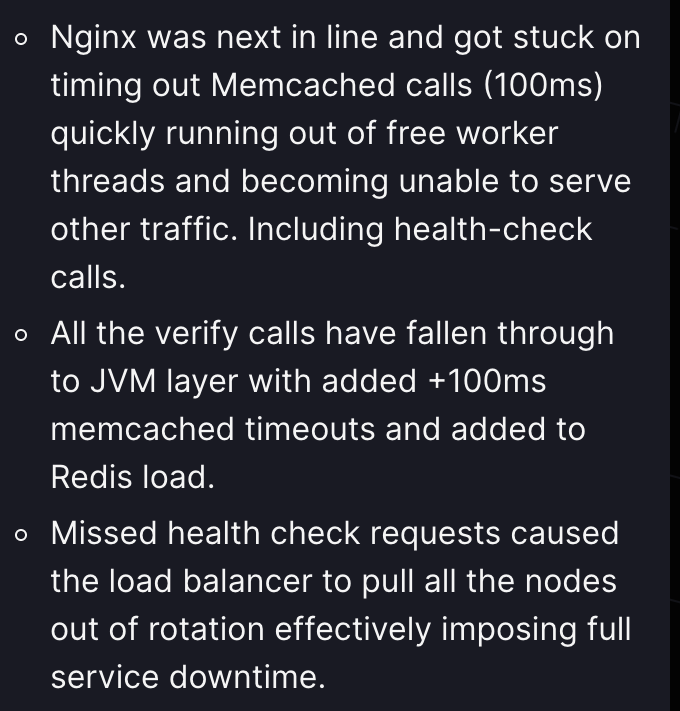 Nginx was next in line and got stuck on
timing out Memcached calls (100ms)
quickly running out of free worker
threads and becoming unable to serve
other traffic. Including health-check
calls.
All the verify calls have fallen through
to JVM layer with added +100ms
memcached timeouts and added to
Redis load.
Missed health check requests caused
the load balancer to pull all the nodes
out of rotation effectively imposing full
service downtime.